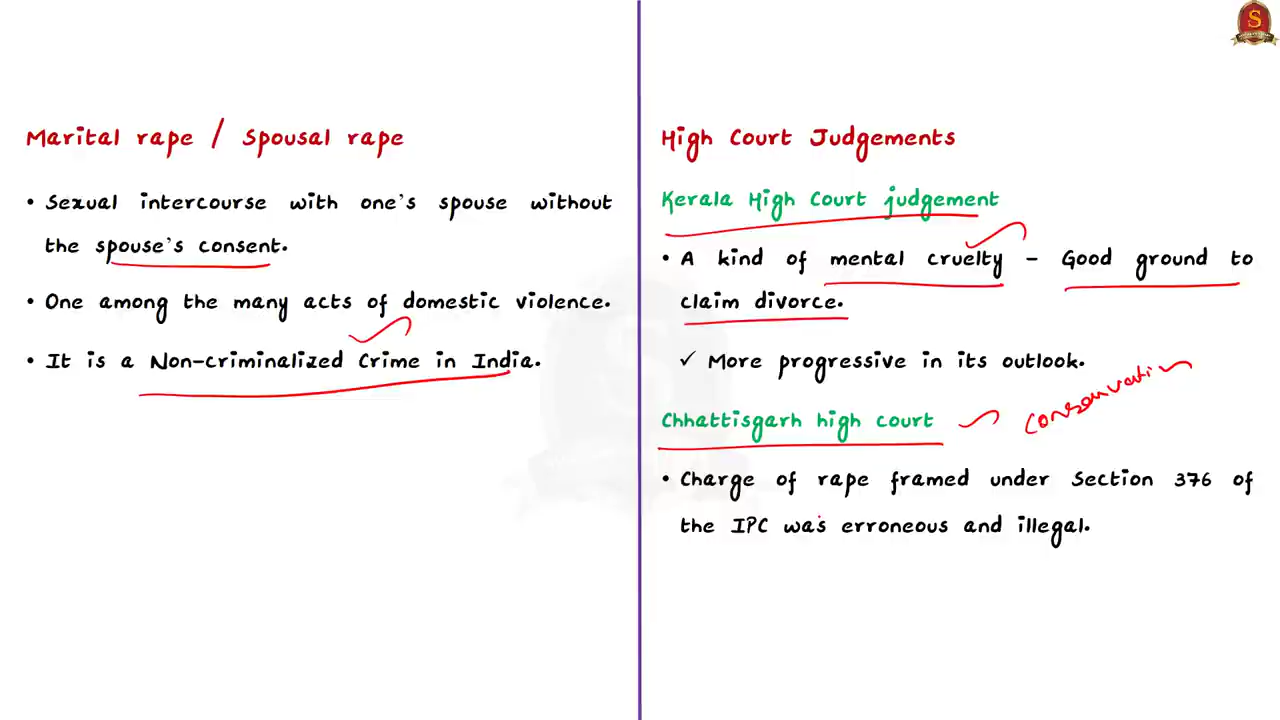 Marital rape / Spousal rape
• Sexual intercourse with one's spouse without
the spouse's consent.
• One among the many acts of domestic violence.
• It is a Non-criminalized Crime in India.
High Court Judgements
Kerala High Court judgement
• A kind of mental cruelty - Good ground to
claim divorce.
✓ More progressive in its outlook.
Chhattisgarh high court
• Charge of rape framed under Section 376 of
the IPC was erroneous and illegal.
S